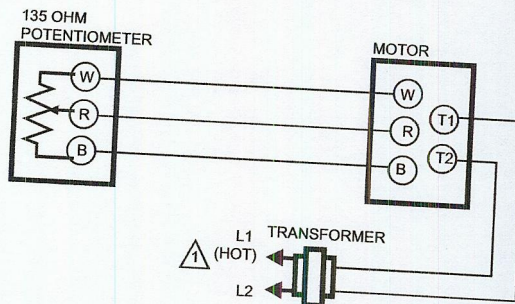 135 OHM
POTENTIOMETER
W
R
B
MOTOR
W
R
B
T1
T2
TRANSFORMER
L1
(HOT)
1
L2